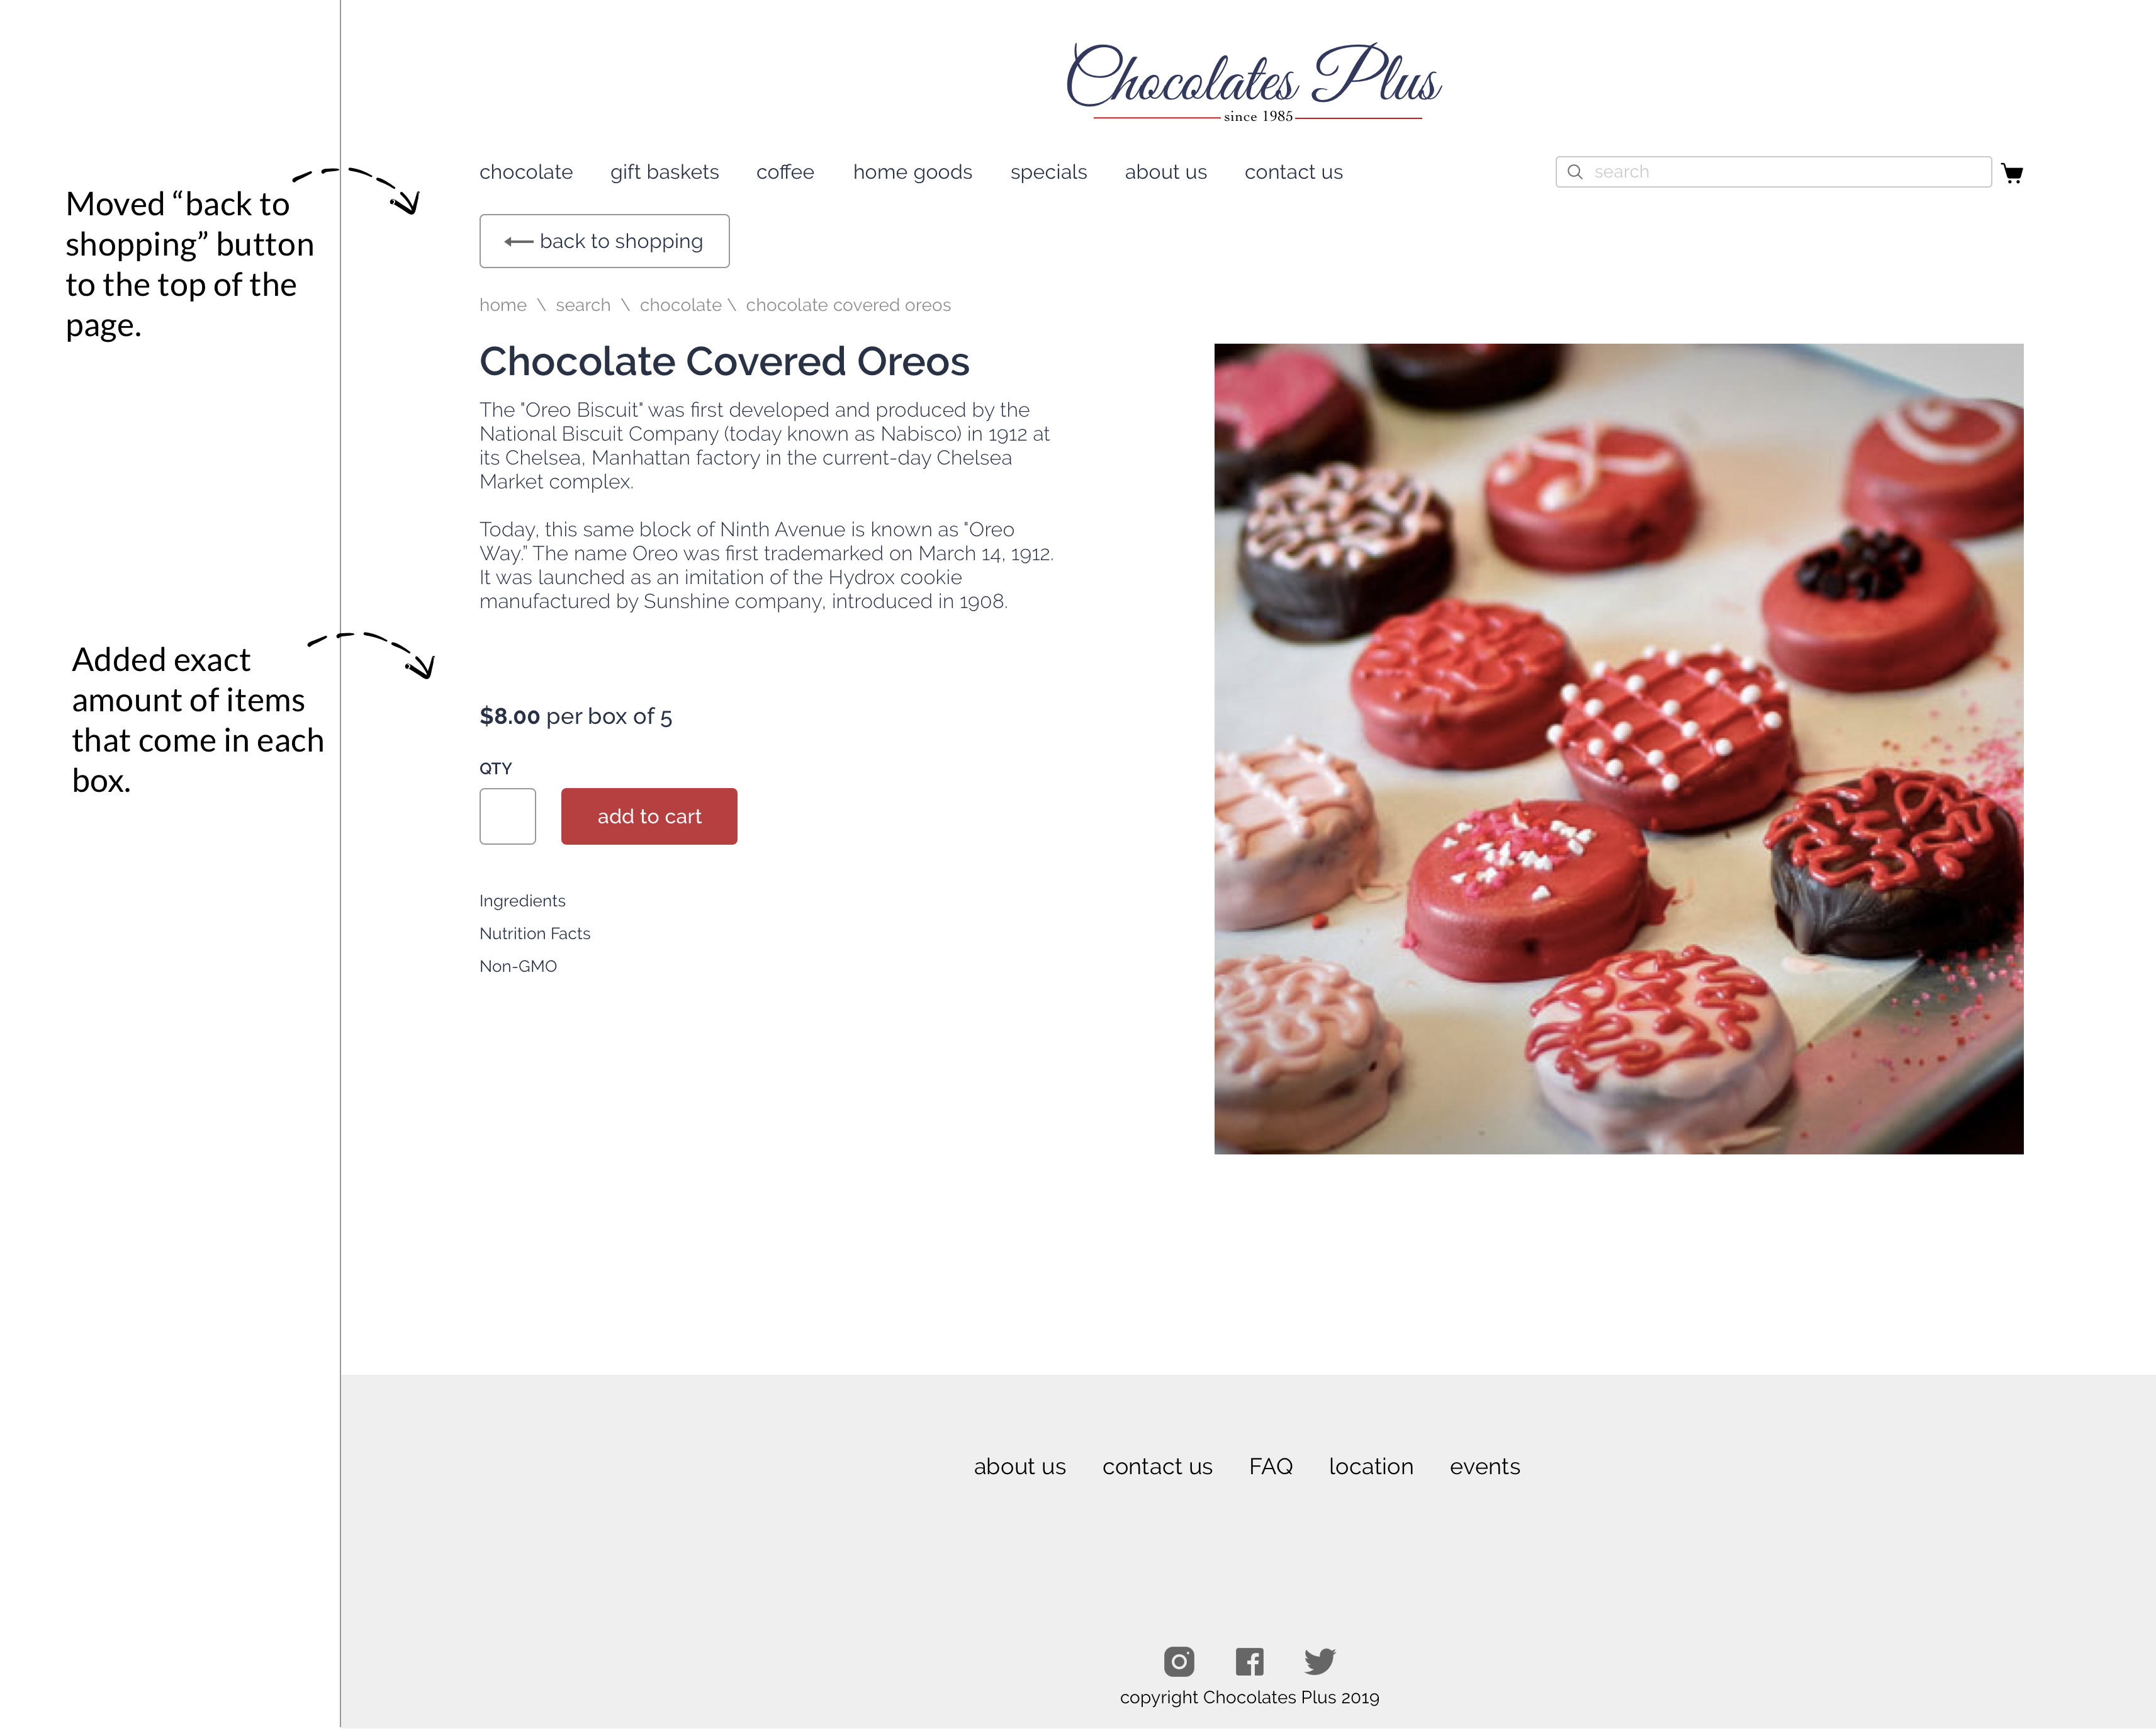 Chocolates Plus
since 1985
chocolate gift baskets coffee home goods specials about us contact us search
Moved “back to
shopping” button
to the top of the
page.
back to shopping
home \ search \ chocolate \ chocolate covered oreos
Chocolate Covered Oreos
The "Oreo Biscuit" was first developed and produced by the
National Biscuit Company (today known as Nabisco) in 1912 at
its Chelsea, Manhattan factory in the current-day Chelsea
Market complex.
Today, this same block of Ninth Avenue is known as "Oreo
Way." The name Oreo was first trademarked on March 14, 1912.
It was launched as an imitation of the Hydrox cookie
manufactured by Sunshine company, introduced in 1908.
Added exact
amount of items
that come in each
box.
$8.00 per box of 5
QTY
add to cart
Ingredients
Nutrition Facts
Non-GMO
about us contact us FAQ location events
copyright Chocolates Plus 2019